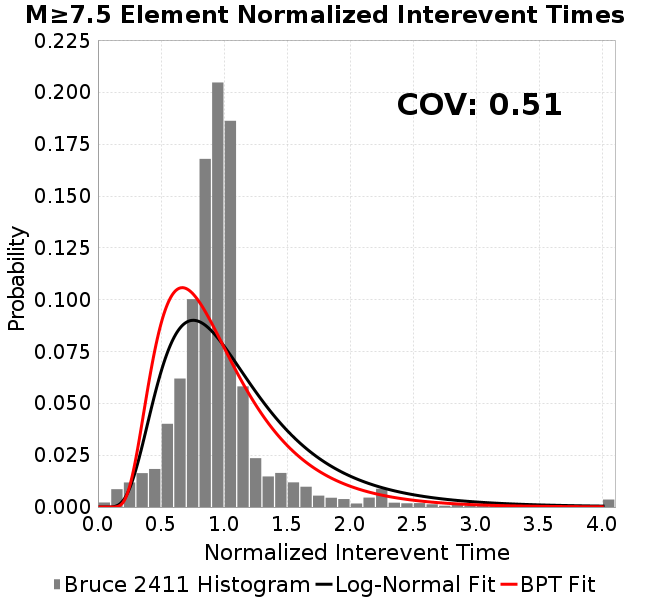 M≥7.5 Element Normalized Interevent Times
COV: 0.51
Probability
0.225
0.200
0.175
0.150
0.125
0.100
0.075
0.050
0.025
0.000
0.0 0.5 1.0 1.5 2.0 2.5 3.0 3.5 4.0
Normalized Interevent Time
Bruce 2411 Histogram Log-Normal Fit BPT Fit